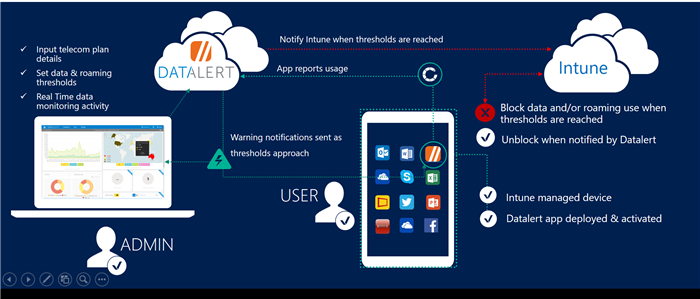 ✓ Input telecom plan
details
✓ Set data & roaming
thresholds
✓ Real Time data
monitoring activity
DATALERT
Notify Intune when thresholds are reached
App reports usage
Intune
Block data and/or roaming use when
thresholds are reached
Unblock when notified by Datalert
Warning notifications sent as
thresholds approach
USER
Intune managed device
Datalert app deployed & activated
ADMIN